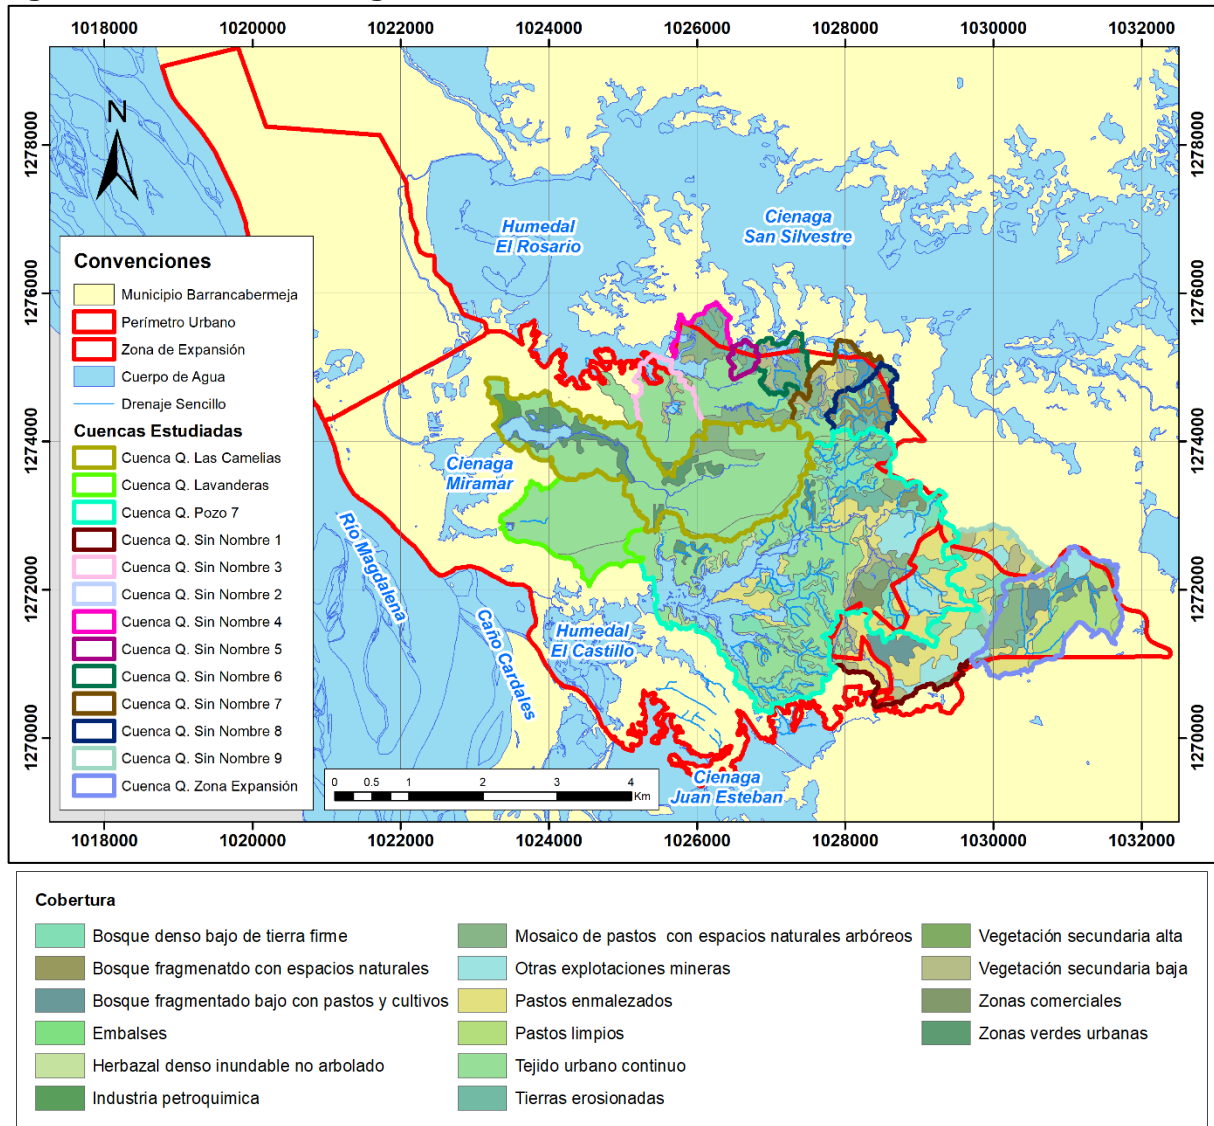 1018000 1020000 1022000 1024000 1026000 1028000 1030000 1032000
1278000
1276000
1274000
1272000
1270000
1278000
1276000
1274000
1272000
1270000
N
Humedal
El Rosario
Cienaga
San Silvestre
Cienaga
Miramar
Río Magdalena
Caño Cardales
Humedal
El Castillo
Cienaga
Juan Esteban
Convenciones
Municipio Barrancabermeja
Perímetro Urbano
Zona de Expansión
Cuerpo de Agua
Drenaje Sencillo
Cuencas Estudiadas
Cuenca Q. Las Camelias
Cuenca Q. Lavanderas
Cuenca Q. Pozo 7
Cuenca Q. Sin Nombre 1
Cuenca Q. Sin Nombre 3
Cuenca Q. Sin Nombre 2
Cuenca Q. Sin Nombre 4
Cuenca Q. Sin Nombre 5
Cuenca Q. Sin Nombre 6
Cuenca Q. Sin Nombre 7
Cuenca Q. Sin Nombre 8
Cuenca Q. Sin Nombre 9
Cuenca Q. Zona Expansión
0 0.5 1 2 3 4
Km
1018000 1020000 1022000 1024000 1026000 1028000 1030000 1032000
Cobertura
Bosque denso bajo de tierra firme
Bosque fragmenatdo con espacios naturales
Bosque fragmentado bajo con pastos y cultivos
Embalses
Herbazal denso inundable no arbolado
Industria petroquimica
Mosaico de pastos con espacios naturales arbóreos
Otras explotaciones mineras
Pastos enmalezados
Pastos limpios
Tejido urbano continuo
Tierras erosionadas
Vegetación secundaria alta
Vegetación secundaria baja
Zonas comerciales
Zonas verdes urbanas